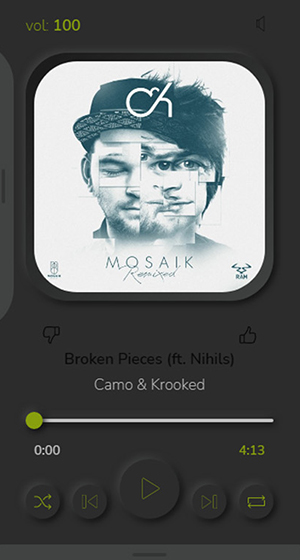 vol: 100
MOSAIK
Remixed
RAM
Broken Pieces (ft. Nihils)
Camo & Krooked
0:00
4:13